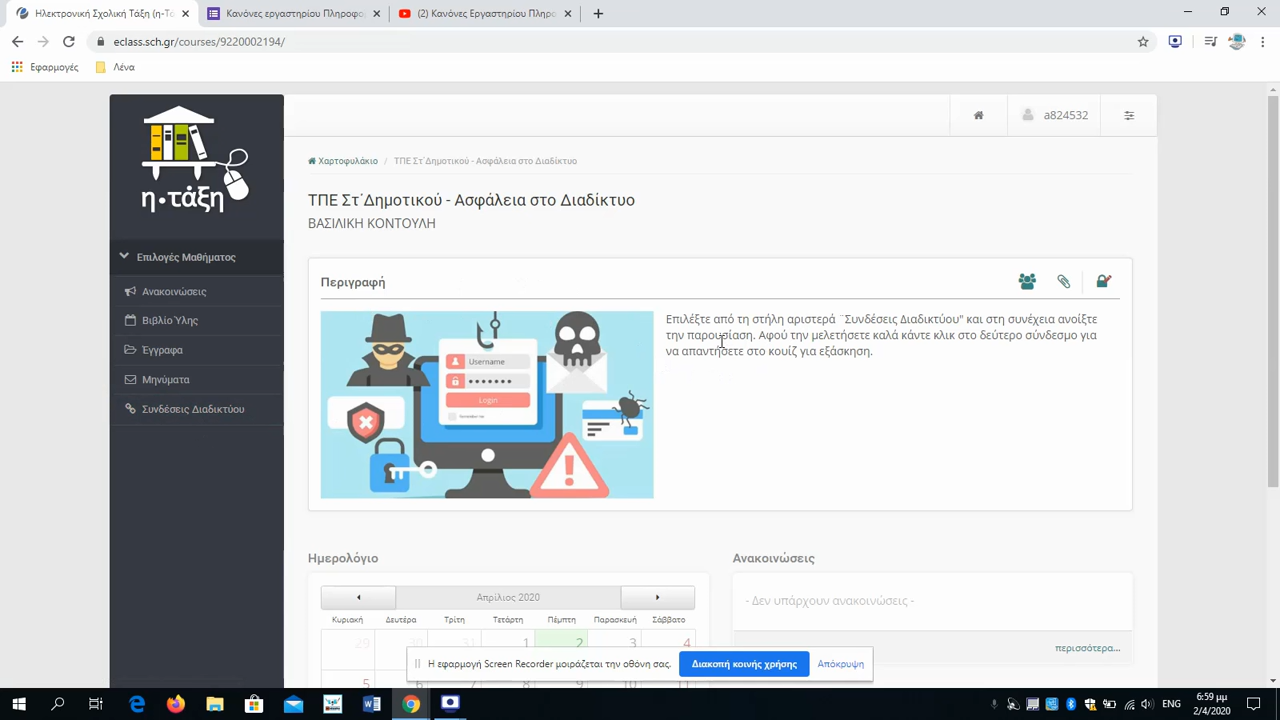 Ηλεκτρονική Σχολική Τάξη (η-Τ
Κανόνες εργαστηρίου Πληροφο
(2) Κανόνες Εργαστηρίου Πληρο
eclass.sch.gr/courses/9220002194/
Εφαρμογές
Λένα
η·τάξη
Επιλογές Μαθήματος
Ανακοινώσεις
Βιβλίο Ύλης
Έγγραφα
Μηνύματα
Συνδέσεις Διαδικτύου
a824532
Χαρτοφυλάκιο / ΤΠΕ Στ΄Δημοτικού - Ασφάλεια στο Διαδίκτυο
ΤΠΕ Στ΄Δημοτικού - Ασφάλεια στο Διαδίκτυο
ΒΑΣΙΛΙΚΗ ΚΟΝΤΟΥΛΗ
Περιγραφή
Username
Login
Επιλέξτε από τη στήλη αριστερά ¨Συνδέσεις Διαδικτύου" και στη συνέχεια ανοίξτε
την παρουσίαση. Αφού την μελετήσετε καλά κάντε κλικ στο δεύτερο σύνδεσμο για
να απαντήσετε στο κουίζ για εξάσκηση.
Ημερολόγιο
Απρίλιος 2020
Κυριακή Δευτέρα Τρίτη Τετάρτη Πέμπτη Παρασκευή Σάββατο
29 30 31 1 2 3 4
5
Ανακοινώσεις
- Δεν υπάρχουν ανακοινώσεις -
περισσότερα...
Η εφαρμογή Screen Recorder μοιράζεται την οθόνη σας.
Διακοπή κοινής χρήσης
Απόκρυψη
ENG
6:59 μμ
2/4/2020